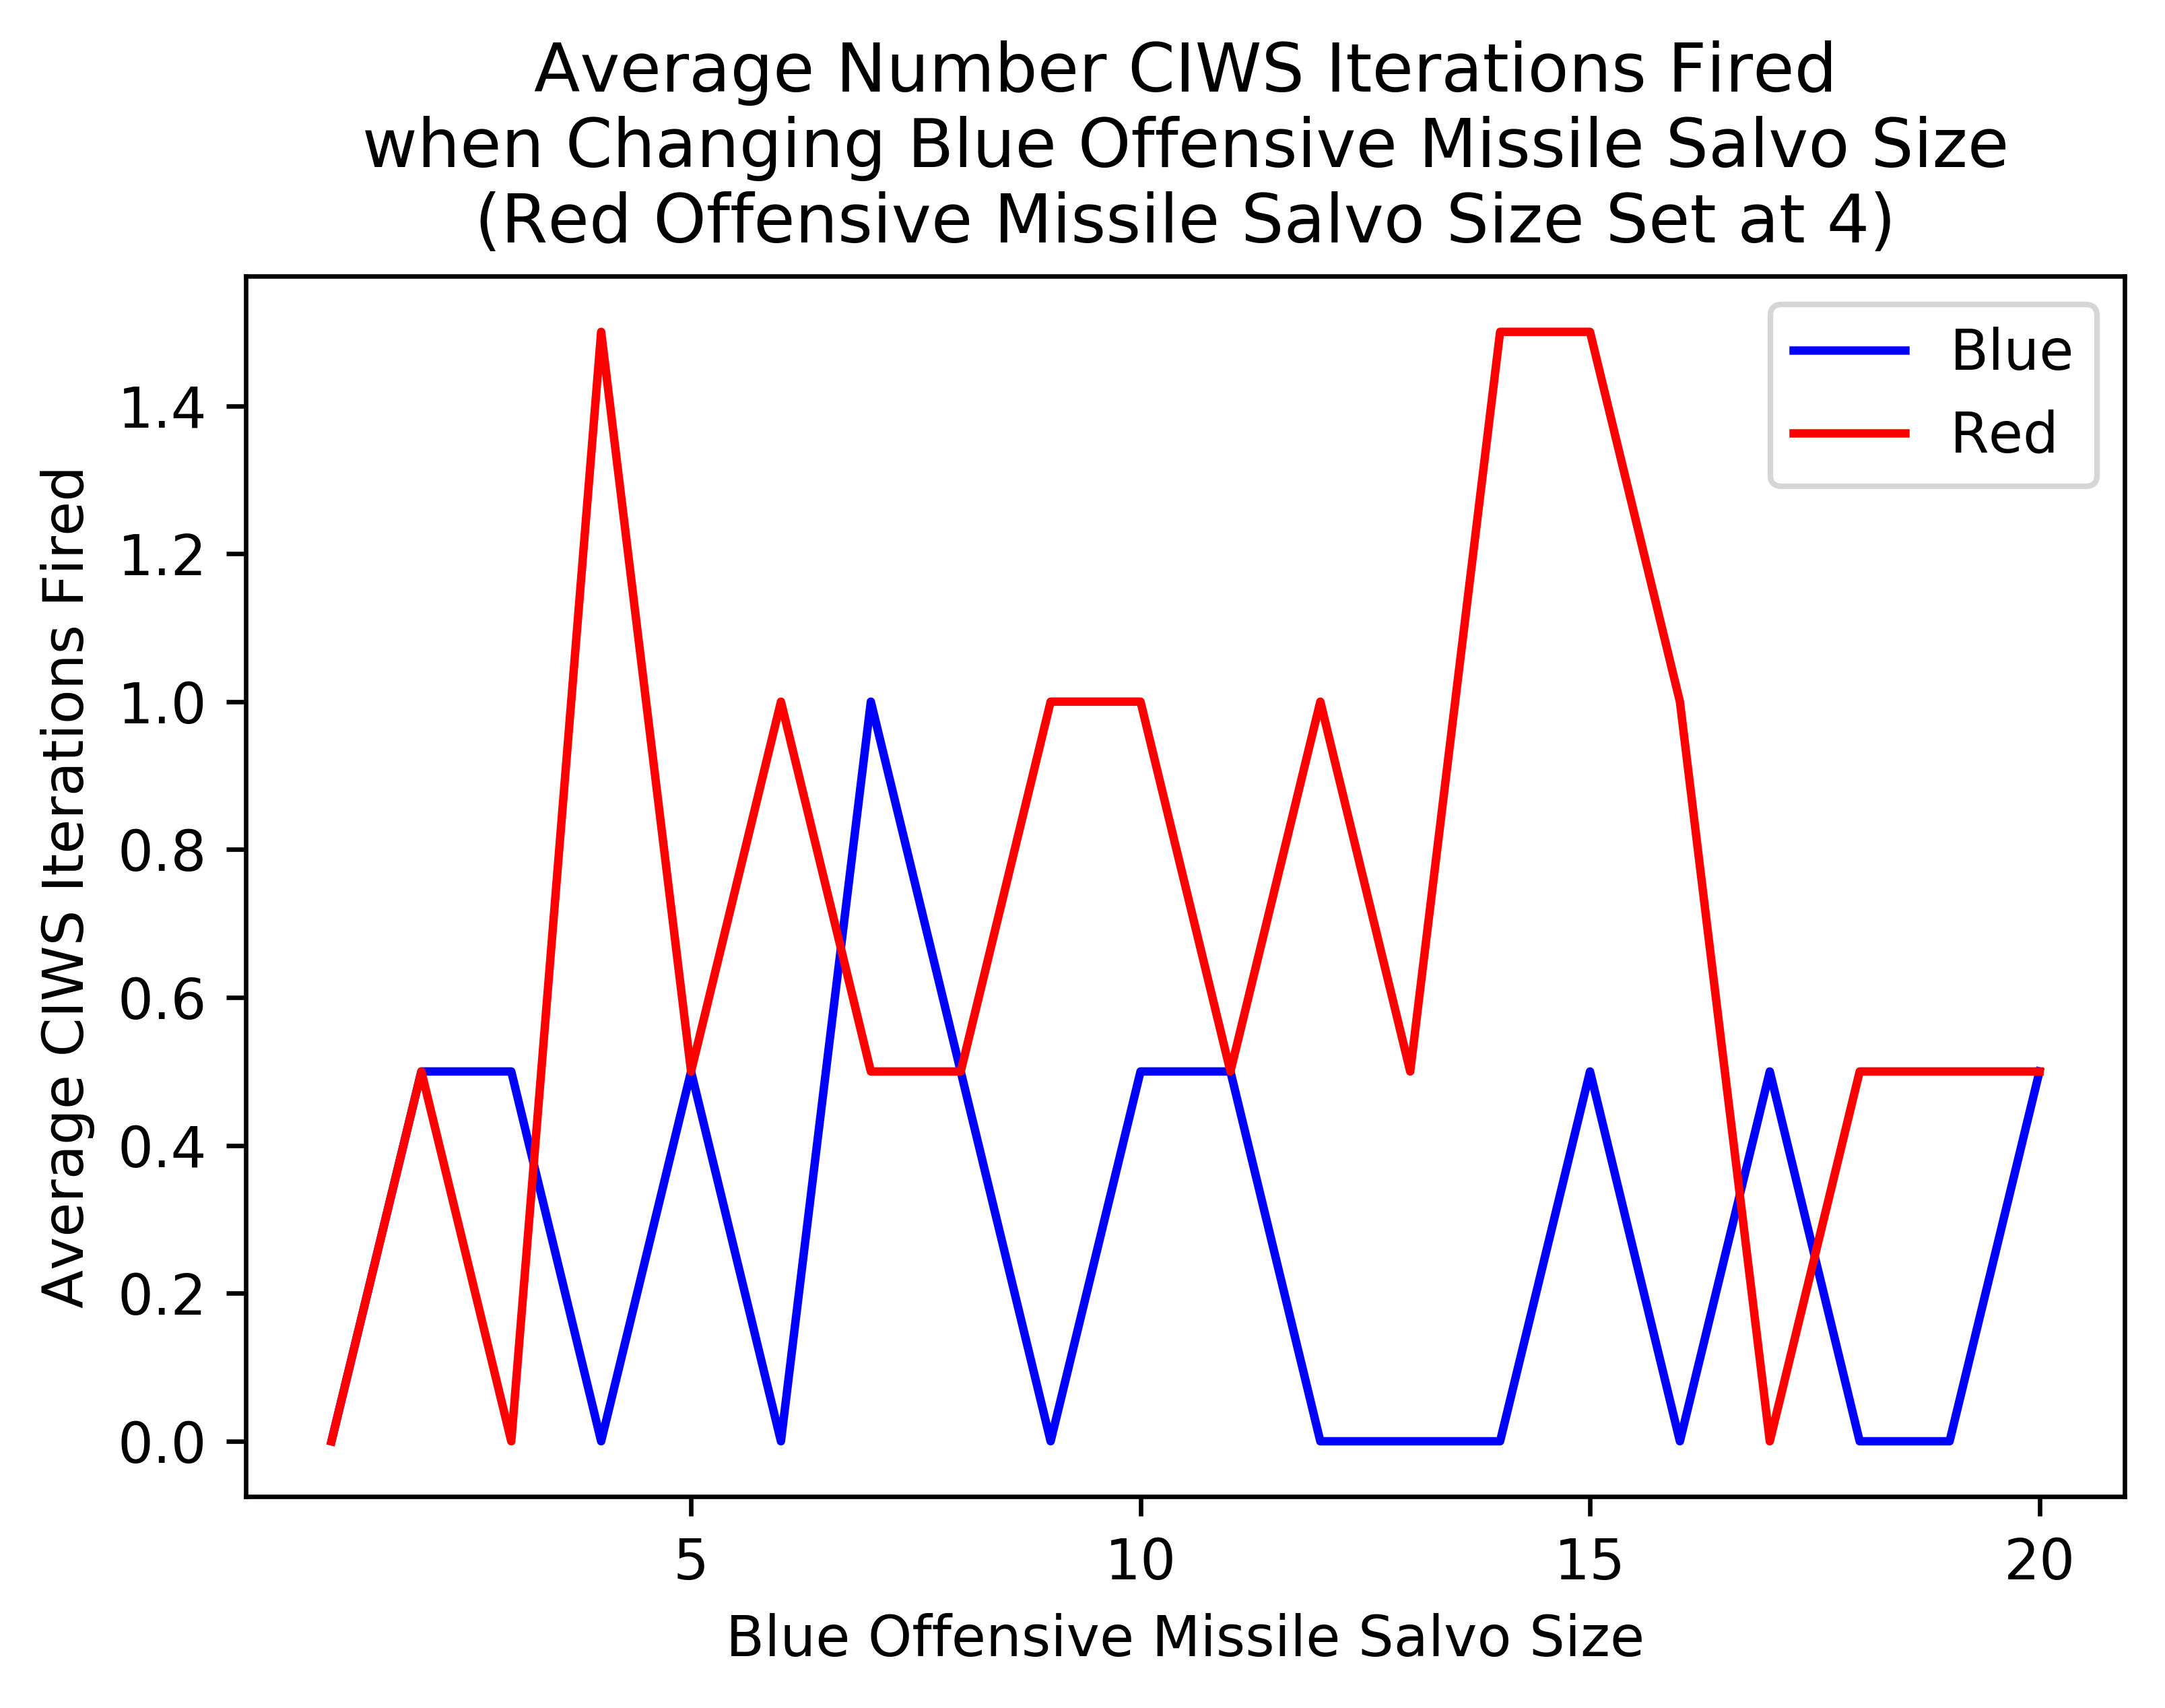 Average Number CIWS Iterations Fired
when Changing Blue Offensive Missile Salvo Size
(Red Offensive Missile Salvo Size Set at 4)
Blue
Red
1.4
1.2
1.0
0.8
0.6
0.4
0.2
0.0
Average CIWS Iterations Fired
5 10 15 20
Blue Offensive Missile Salvo Size